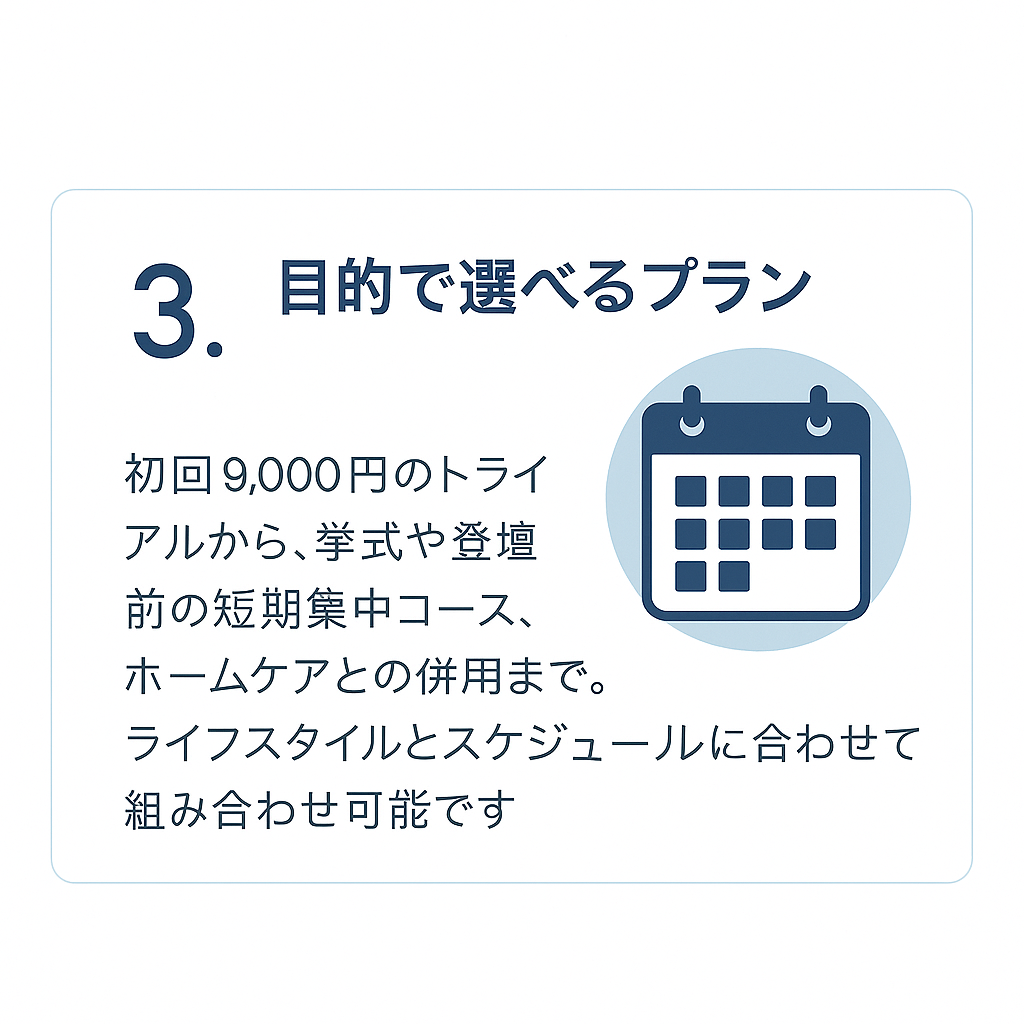 3. 目的で選べるプラン
初回9,000円のトライ
アルから、挙式や登壇
前の短期集中コース、
ホームケアとの併用まで。
ライフスタイルとスケジュールに合わせて
組み合わせ可能です